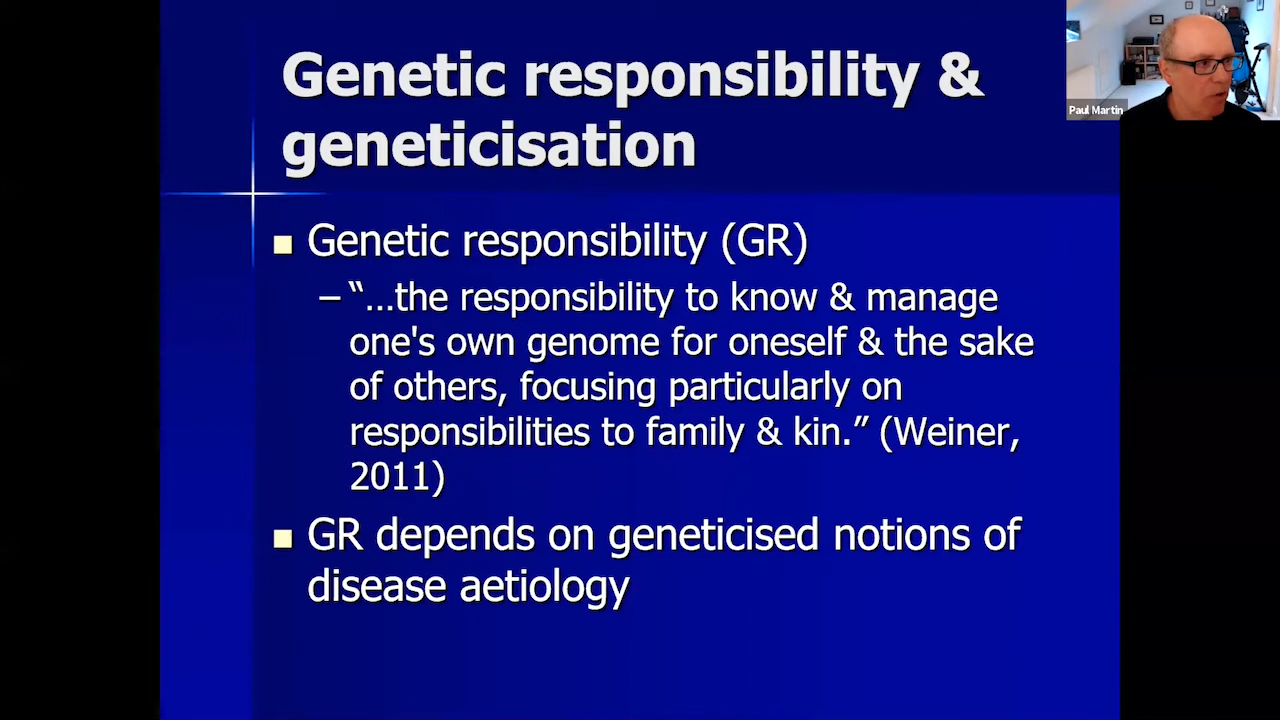 Genetic responsibility &
geneticisation
Paul Martin
■ Genetic responsibility (GR)
– “…the responsibility to know & manage
one's own genome for oneself & the sake
of others, focusing particularly on
responsibilities to family & kin.” (Weiner,
2011)
■ GR depends on geneticised notions of
disease aetiology